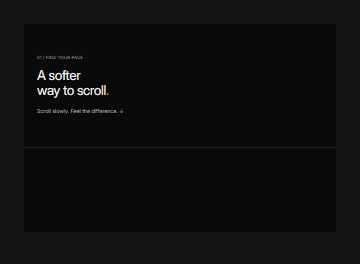 01 / FIND YOUR PACE
A softer
way to scroll.
Scroll slowly. Feel the difference. ↓